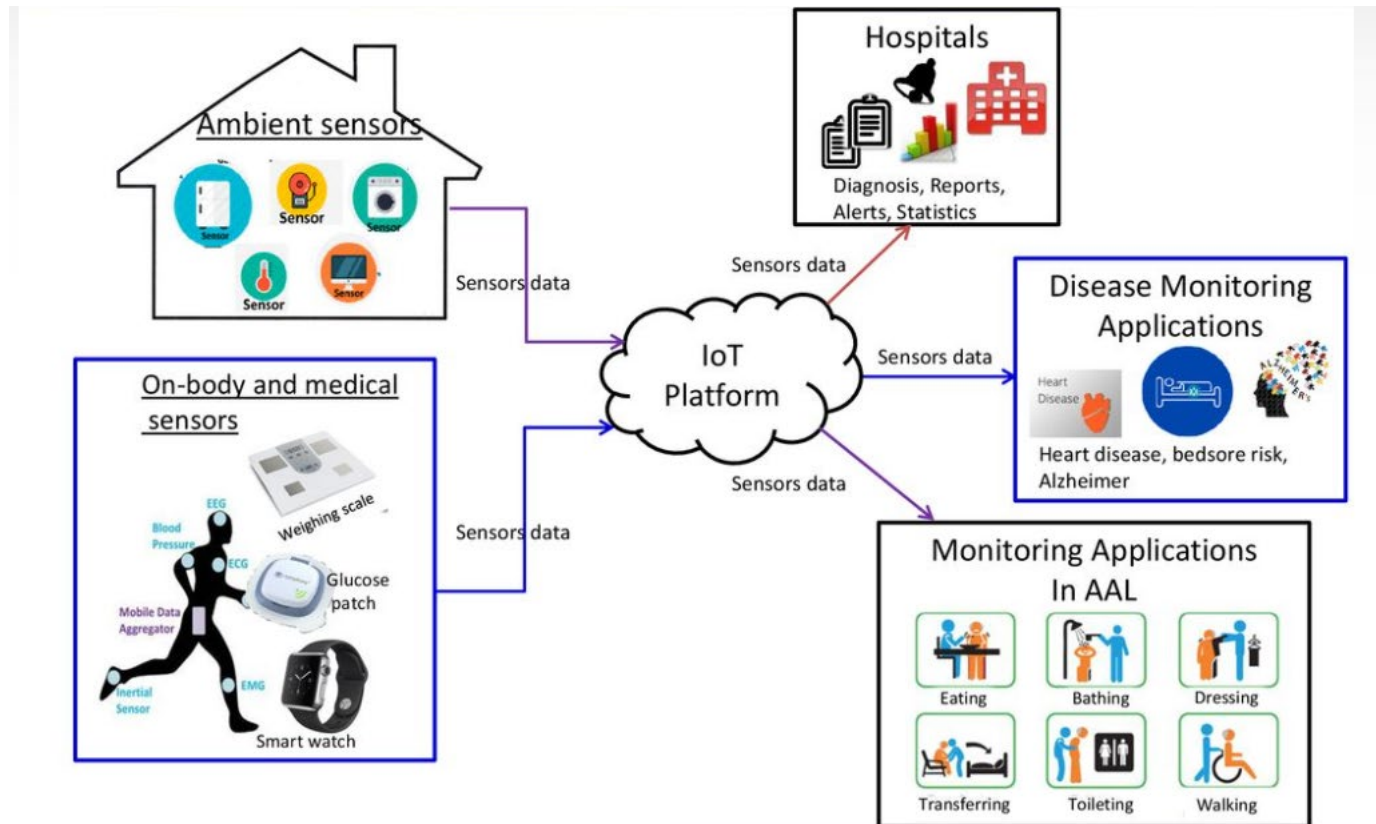 Ambient sensors
Sensor
Sensor
Sensor
Sensor
Sensor
Sensors data
On-body and medical
sensors
Weighing scale
EEG
Blood
Pressure
ECG
Glucose
patch
Mobile Data
Aggregator
Inertial
Sensor
EMG
Smart watch
Sensors data
IoT
Platform
Sensors data
Hospitals
Diagnosis, Reports,
Alerts, Statistics
Sensors data
Disease Monitoring
Applications
Heart
Disease
ALZHEIMER's
Heart disease, bedsore risk,
Alzheimer
Sensors data
Monitoring Applications
In AAL
Eating
Bathing
Dressing
Transferring
Toileting
Walking